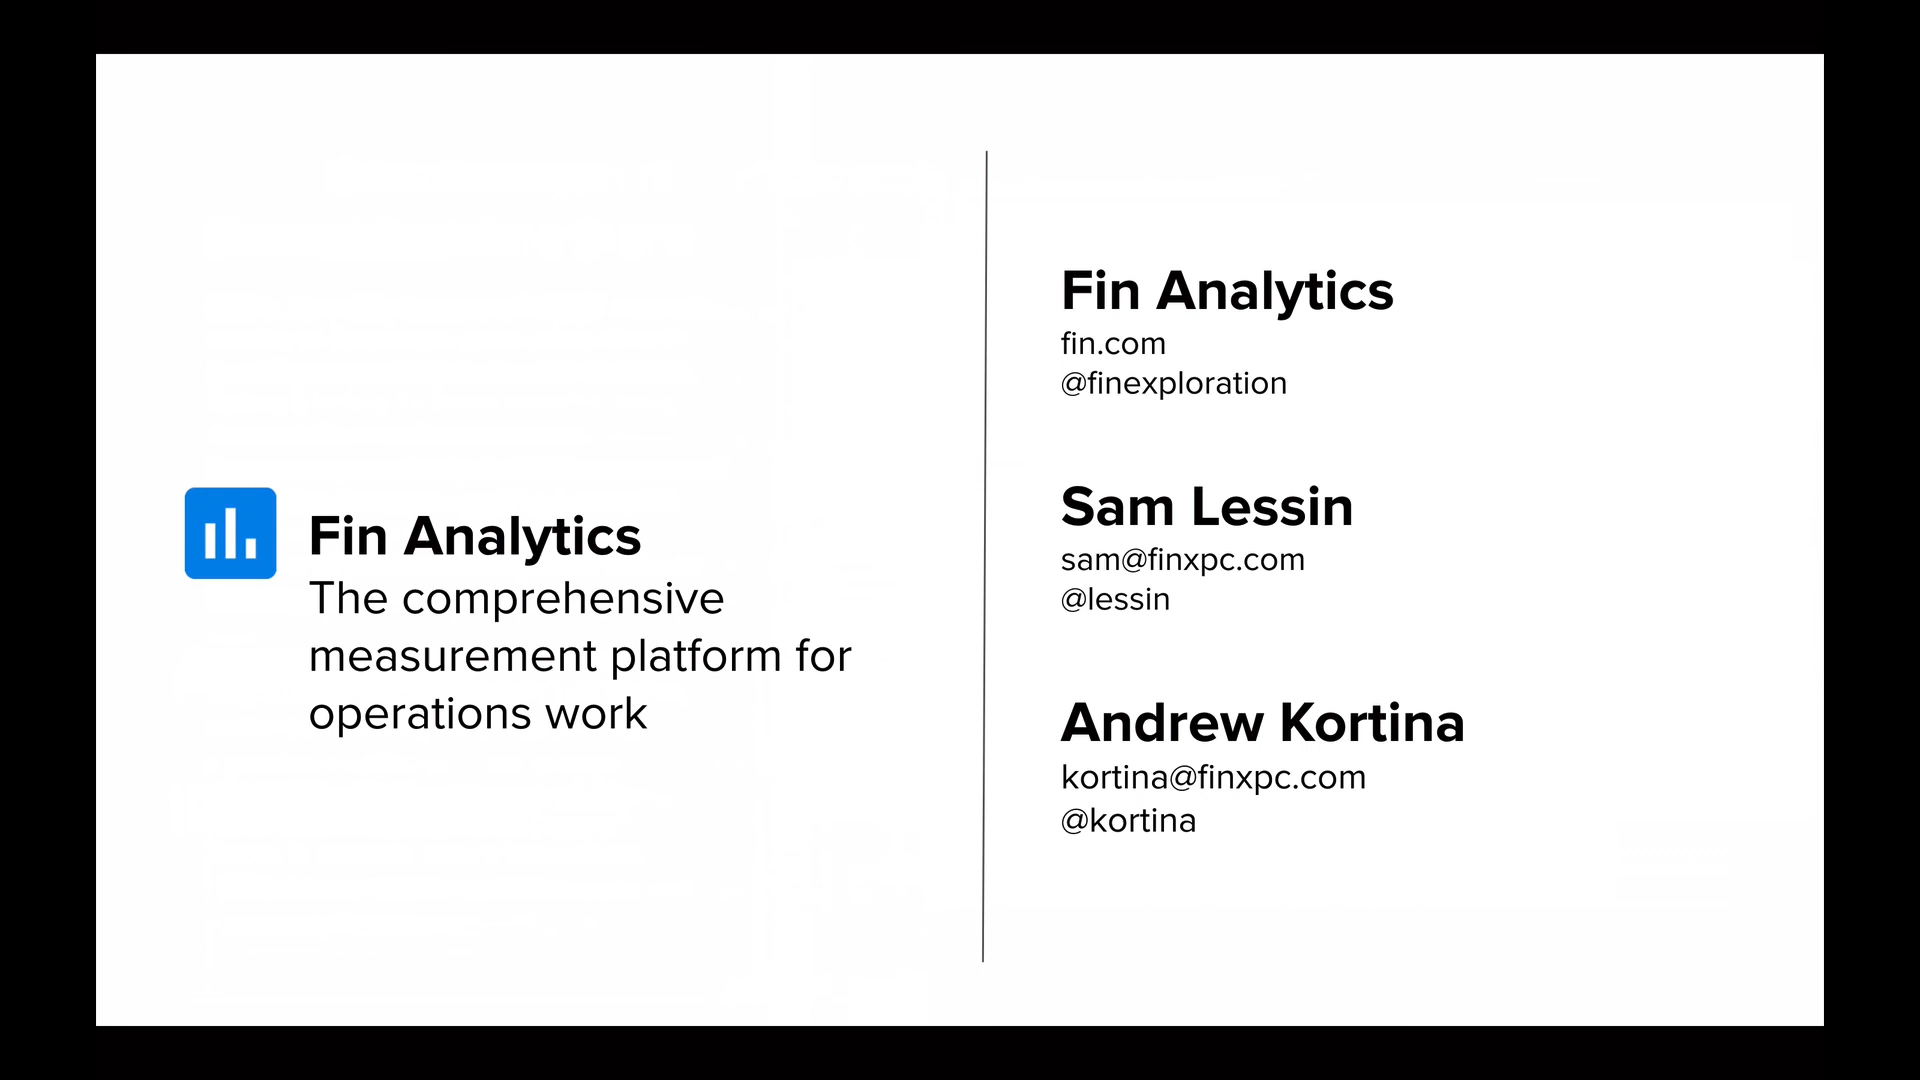 Fin Analytics
The comprehensive
measurement platform for
operations work
Fin Analytics
fin.com
@finexploration
Sam Lessin
sam@finxpc.com
@lessin
Andrew Kortina
kortina@finxpc.com
@kortina